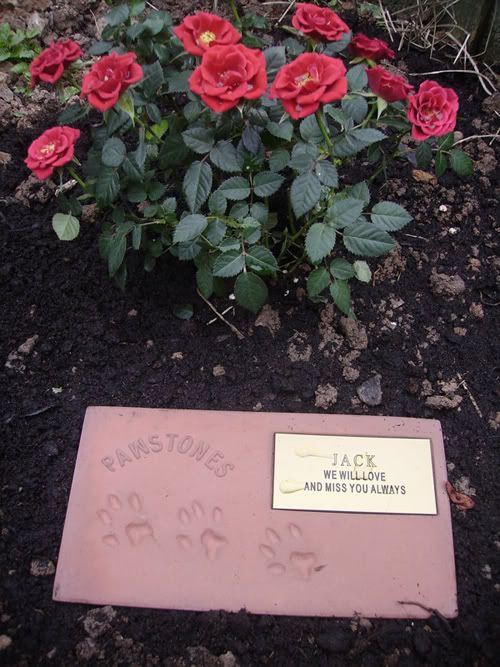 PAWSTONES
JACK
WE WILL LOVE
AND MISS YOU ALWAYS